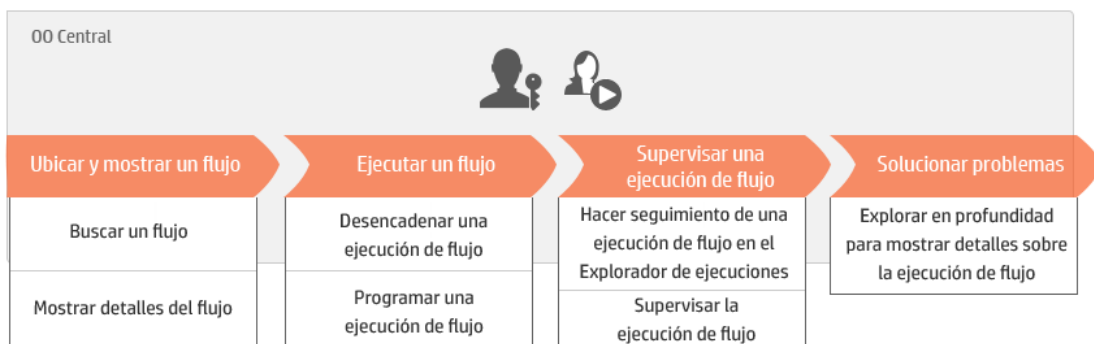 OO Central
Ubicar y mostrar un flujo
Buscar un flujo
Mostrar detalles del flujo
Ejecutar un flujo
Desencadenar una
ejecución de flujo
Programar una
ejecución de flujo
Supervisar una
ejecución de flujo
Hacer seguimiento de una
ejecución de flujo en el
Explorador de ejecuciones
Supervisar la
ejecución de flujo
Solucionar problemas
Explorar en profundidad
para mostrar detalles sobre
la ejecución de flujo